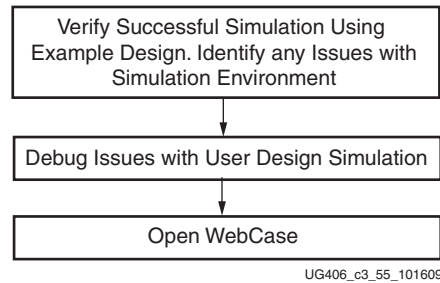 Verify Successful Simulation Using
Example Design. Identify any Issues with
Simulation Environment
Debug Issues with User Design Simulation
Open WebCase
UG406_c3_55_101609